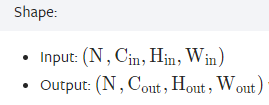 Shape:
• Input: (N, C_in, H_in, W_in)
• Output: (N, C_out, H_out, W_out)